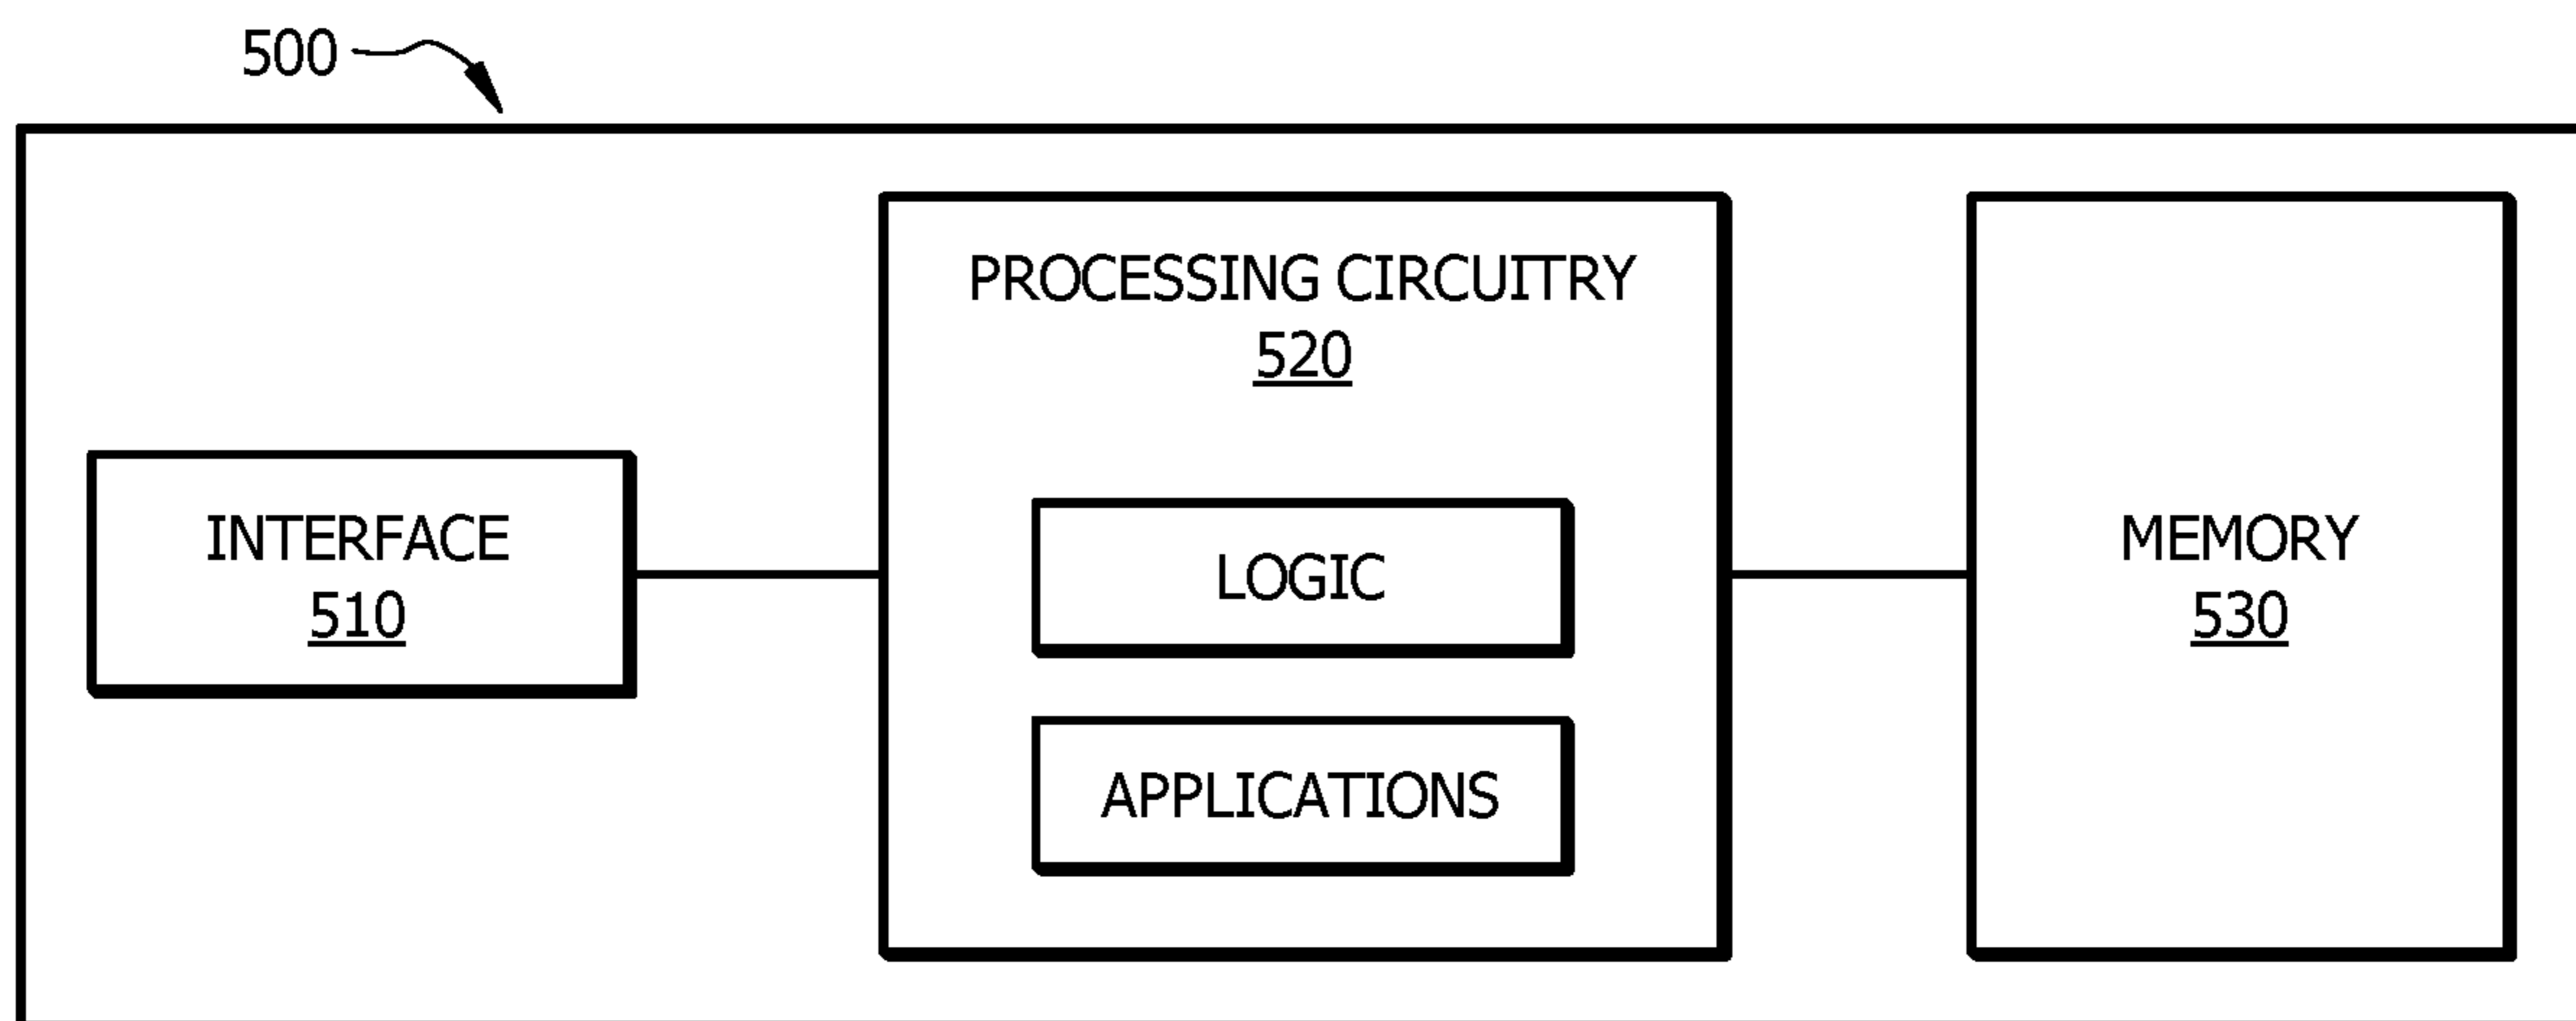 500
PROCESSING CIRCUITRY
520
INTERFACE
510
LOGIC
APPLICATIONS
MEMORY
530